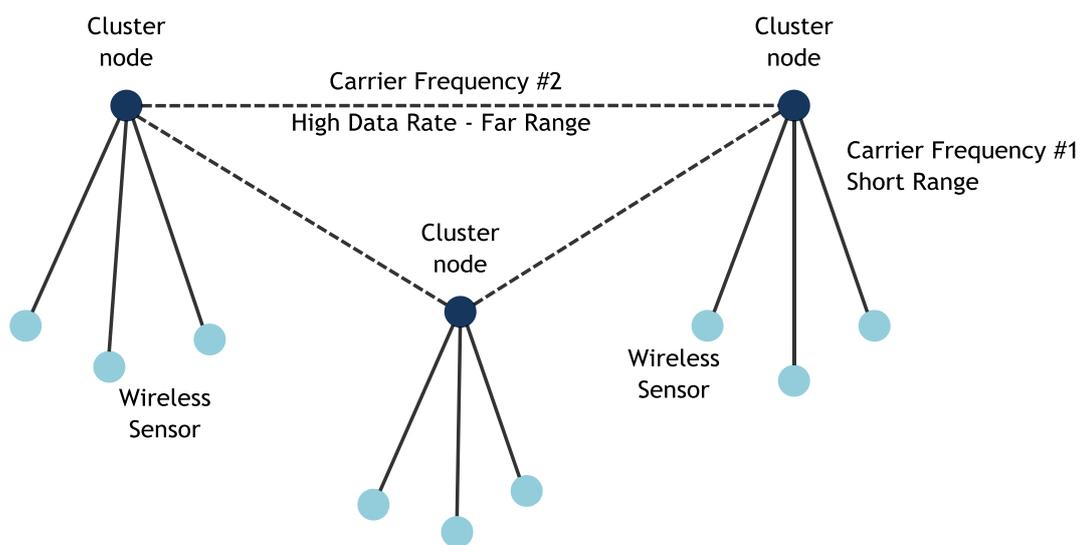 Cluster
node
Cluster
node
Carrier Frequency #2
High Data Rate - Far Range
Carrier Frequency #1
Short Range
Cluster
node
Wireless
Sensor
Wireless
Sensor